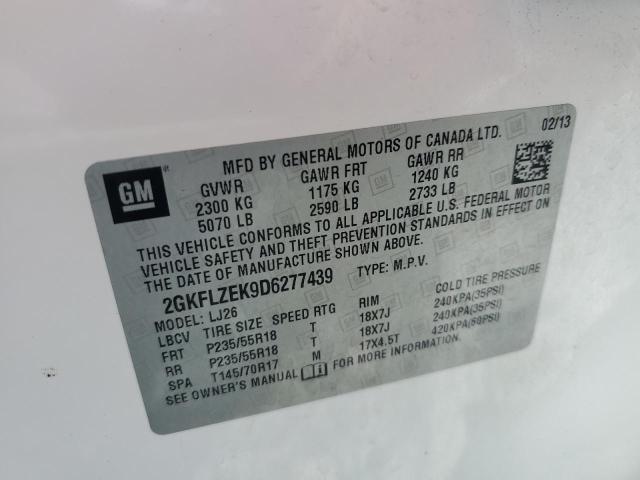 GM
MFD BY GENERAL MOTORS OF CANADA LTD. 02/13
GVWR GAWR FRT GAWR RR
2300 KG 1175 KG 1240 KG
5070 LB 2590 LB 2733 LB
THIS VEHICLE CONFORMS TO ALL APPLICABLE U.S. FEDERAL MOTOR
VEHICLE SAFETY AND THEFT PREVENTION STANDARDS IN EFFECT ON
THE DATE OF MANUFACTURE SHOWN ABOVE.
2GKFLZEK9D6277439 TYPE: M.P.V.
MODEL: LJ26
LBCV TIRE SIZE SPEED RTG RIM COLD TIRE PRESSURE
FRT P235/55R18 T 18X7J 240KPA(35PSI)
RR P235/55R18 T 18X7J 240KPA(35PSI)
SPA T145/70R17 M 17X4.5T 420KPA(60PSI)
SEE OWNER'S MANUAL FOR MORE INFORMATION